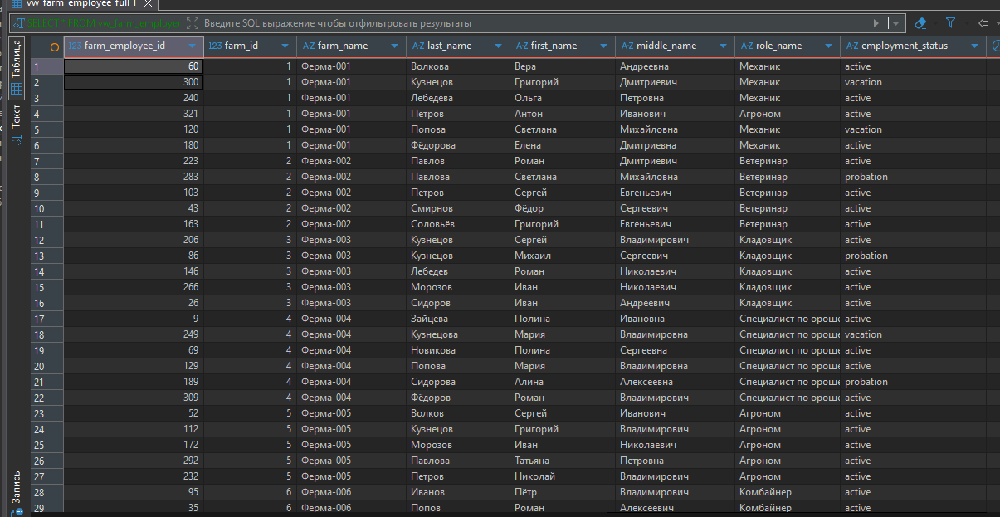 vw_farm_employee_full 1
SELECT * FROM vw_farm_employe Введите SQL выражение чтобы отфильтровать результаты
Таблица
Текст
Запись
123 farm_employee_id 123 farm_id A-Z farm_name A-Z last_name A-Z first_name A-Z middle_name A-Z role_name A-Z employment_status
1 60 1 Ферма-001 Волкова Вера Андреевна Механик active
2 300 1 Ферма-001 Кузнецов Григорий Дмитриевич Механик vacation
3 240 1 Ферма-001 Лебедева Ольга Петровна Механик active
4 321 1 Ферма-001 Петров Антон Иванович Агроном active
5 120 1 Ферма-001 Попова Светлана Михайловна Механик vacation
6 180 1 Ферма-001 Фёдорова Елена Дмитриевна Механик active
7 223 2 Ферма-002 Павлов Роман Дмитриевич Ветеринар active
8 283 2 Ферма-002 Павлова Светлана Михайловна Ветеринар probation
9 103 2 Ферма-002 Петров Сергей Евгеньевич Ветеринар active
10 43 2 Ферма-002 Смирнов Фёдор Сергеевич Ветеринар active
11 163 2 Ферма-002 Соловьёв Григорий Евгеньевич Ветеринар active
12 206 3 Ферма-003 Кузнецов Сергей Владимирович Кладовщик active
13 86 3 Ферма-003 Кузнецов Михаил Сергеевич Кладовщик probation
14 146 3 Ферма-003 Лебедев Роман Николаевич Кладовщик active
15 266 3 Ферма-003 Морозов Иван Николаевич Кладовщик active
16 26 3 Ферма-003 Сидоров Иван Андреевич Кладовщик active
17 9 4 Ферма-004 Зайцева Полина Ивановна Специалист по ороше active
18 249 4 Ферма-004 Кузнецова Мария Владимировна Специалист по ороше vacation
19 69 4 Ферма-004 Новикова Полина Сергеевна Специалист по ороше active
20 129 4 Ферма-004 Попова Мария Владимировна Специалист по ороше active
21 189 4 Ферма-004 Сидорова Алина Алексеевна Специалист по ороше probation
22 309 4 Ферма-004 Фёдоров Роман Владимирович Специалист по ороше active
23 52 5 Ферма-005 Волков Сергей Иванович Агроном active
24 112 5 Ферма-005 Кузнецов Григорий Владимирович Агроном active
25 172 5 Ферма-005 Морозов Иван Николаевич Агроном active
26 292 5 Ферма-005 Павлова Татьяна Петровна Агроном active
27 232 5 Ферма-005 Петров Николай Владимирович Агроном active
28 95 6 Ферма-006 Иванов Пётр Владимирович Комбайнер active
29 35 6 Ферма-006 Попов Роман Алексеевич Комбайнер active